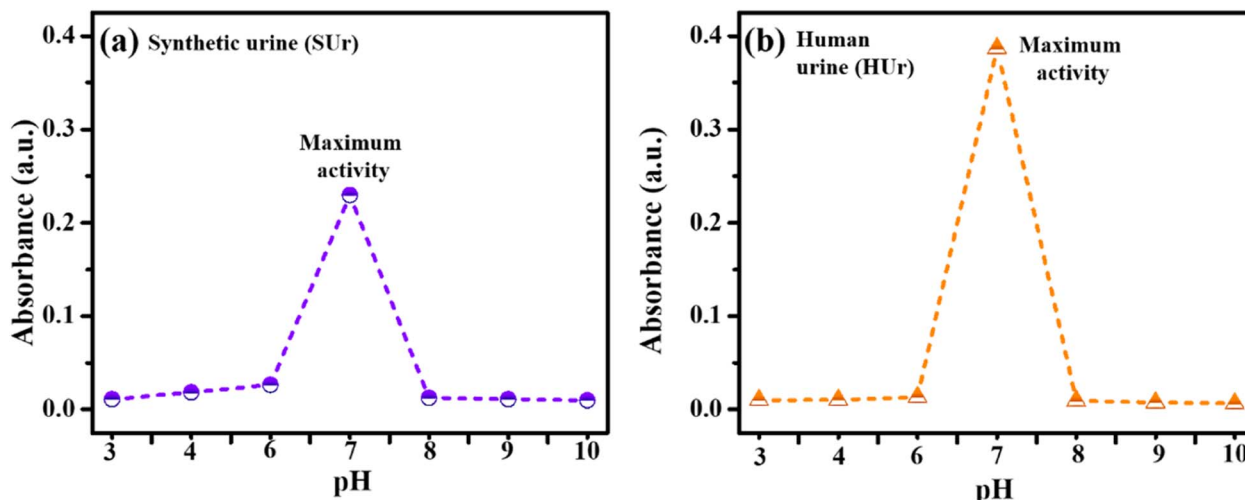 (a) Synthetic urine (SUr)
Maximum
activity
0.4
0.3
0.2
0.1
0.0
Absorbance (a.u.)
3 4 6 7 8 9 10
pH
(b) Human
urine (HUr)
Maximum
activity
0.4
0.3
0.2
0.1
0.0
Absorbance (a.u.)
3 4 6 7 8 9 10
pH